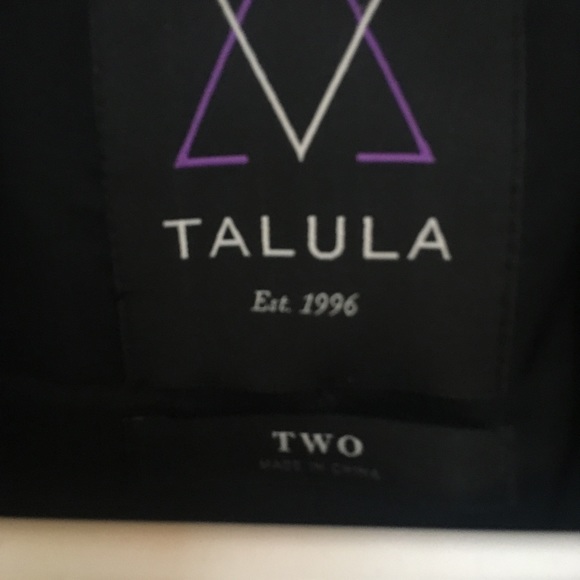 TALULA
Est. 1996
TWO
MADE IN CHINA